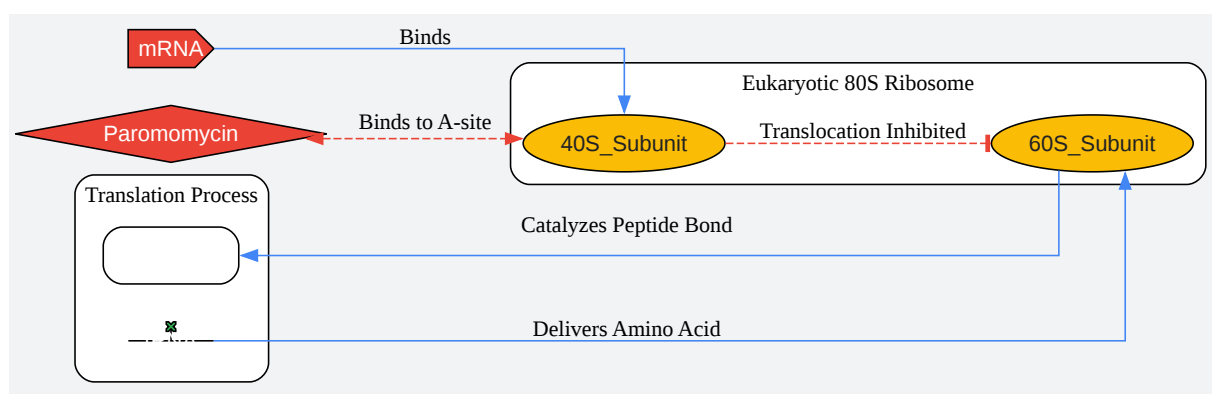 mRNA
Binds
Eukaryotic 80S Ribosome
Paromomycin
Binds to A-site
40S_Subunit
Translocation Inhibited
60S_Subunit
Translation Process
Catalyzes Peptide Bond
Delivers Amino Acid